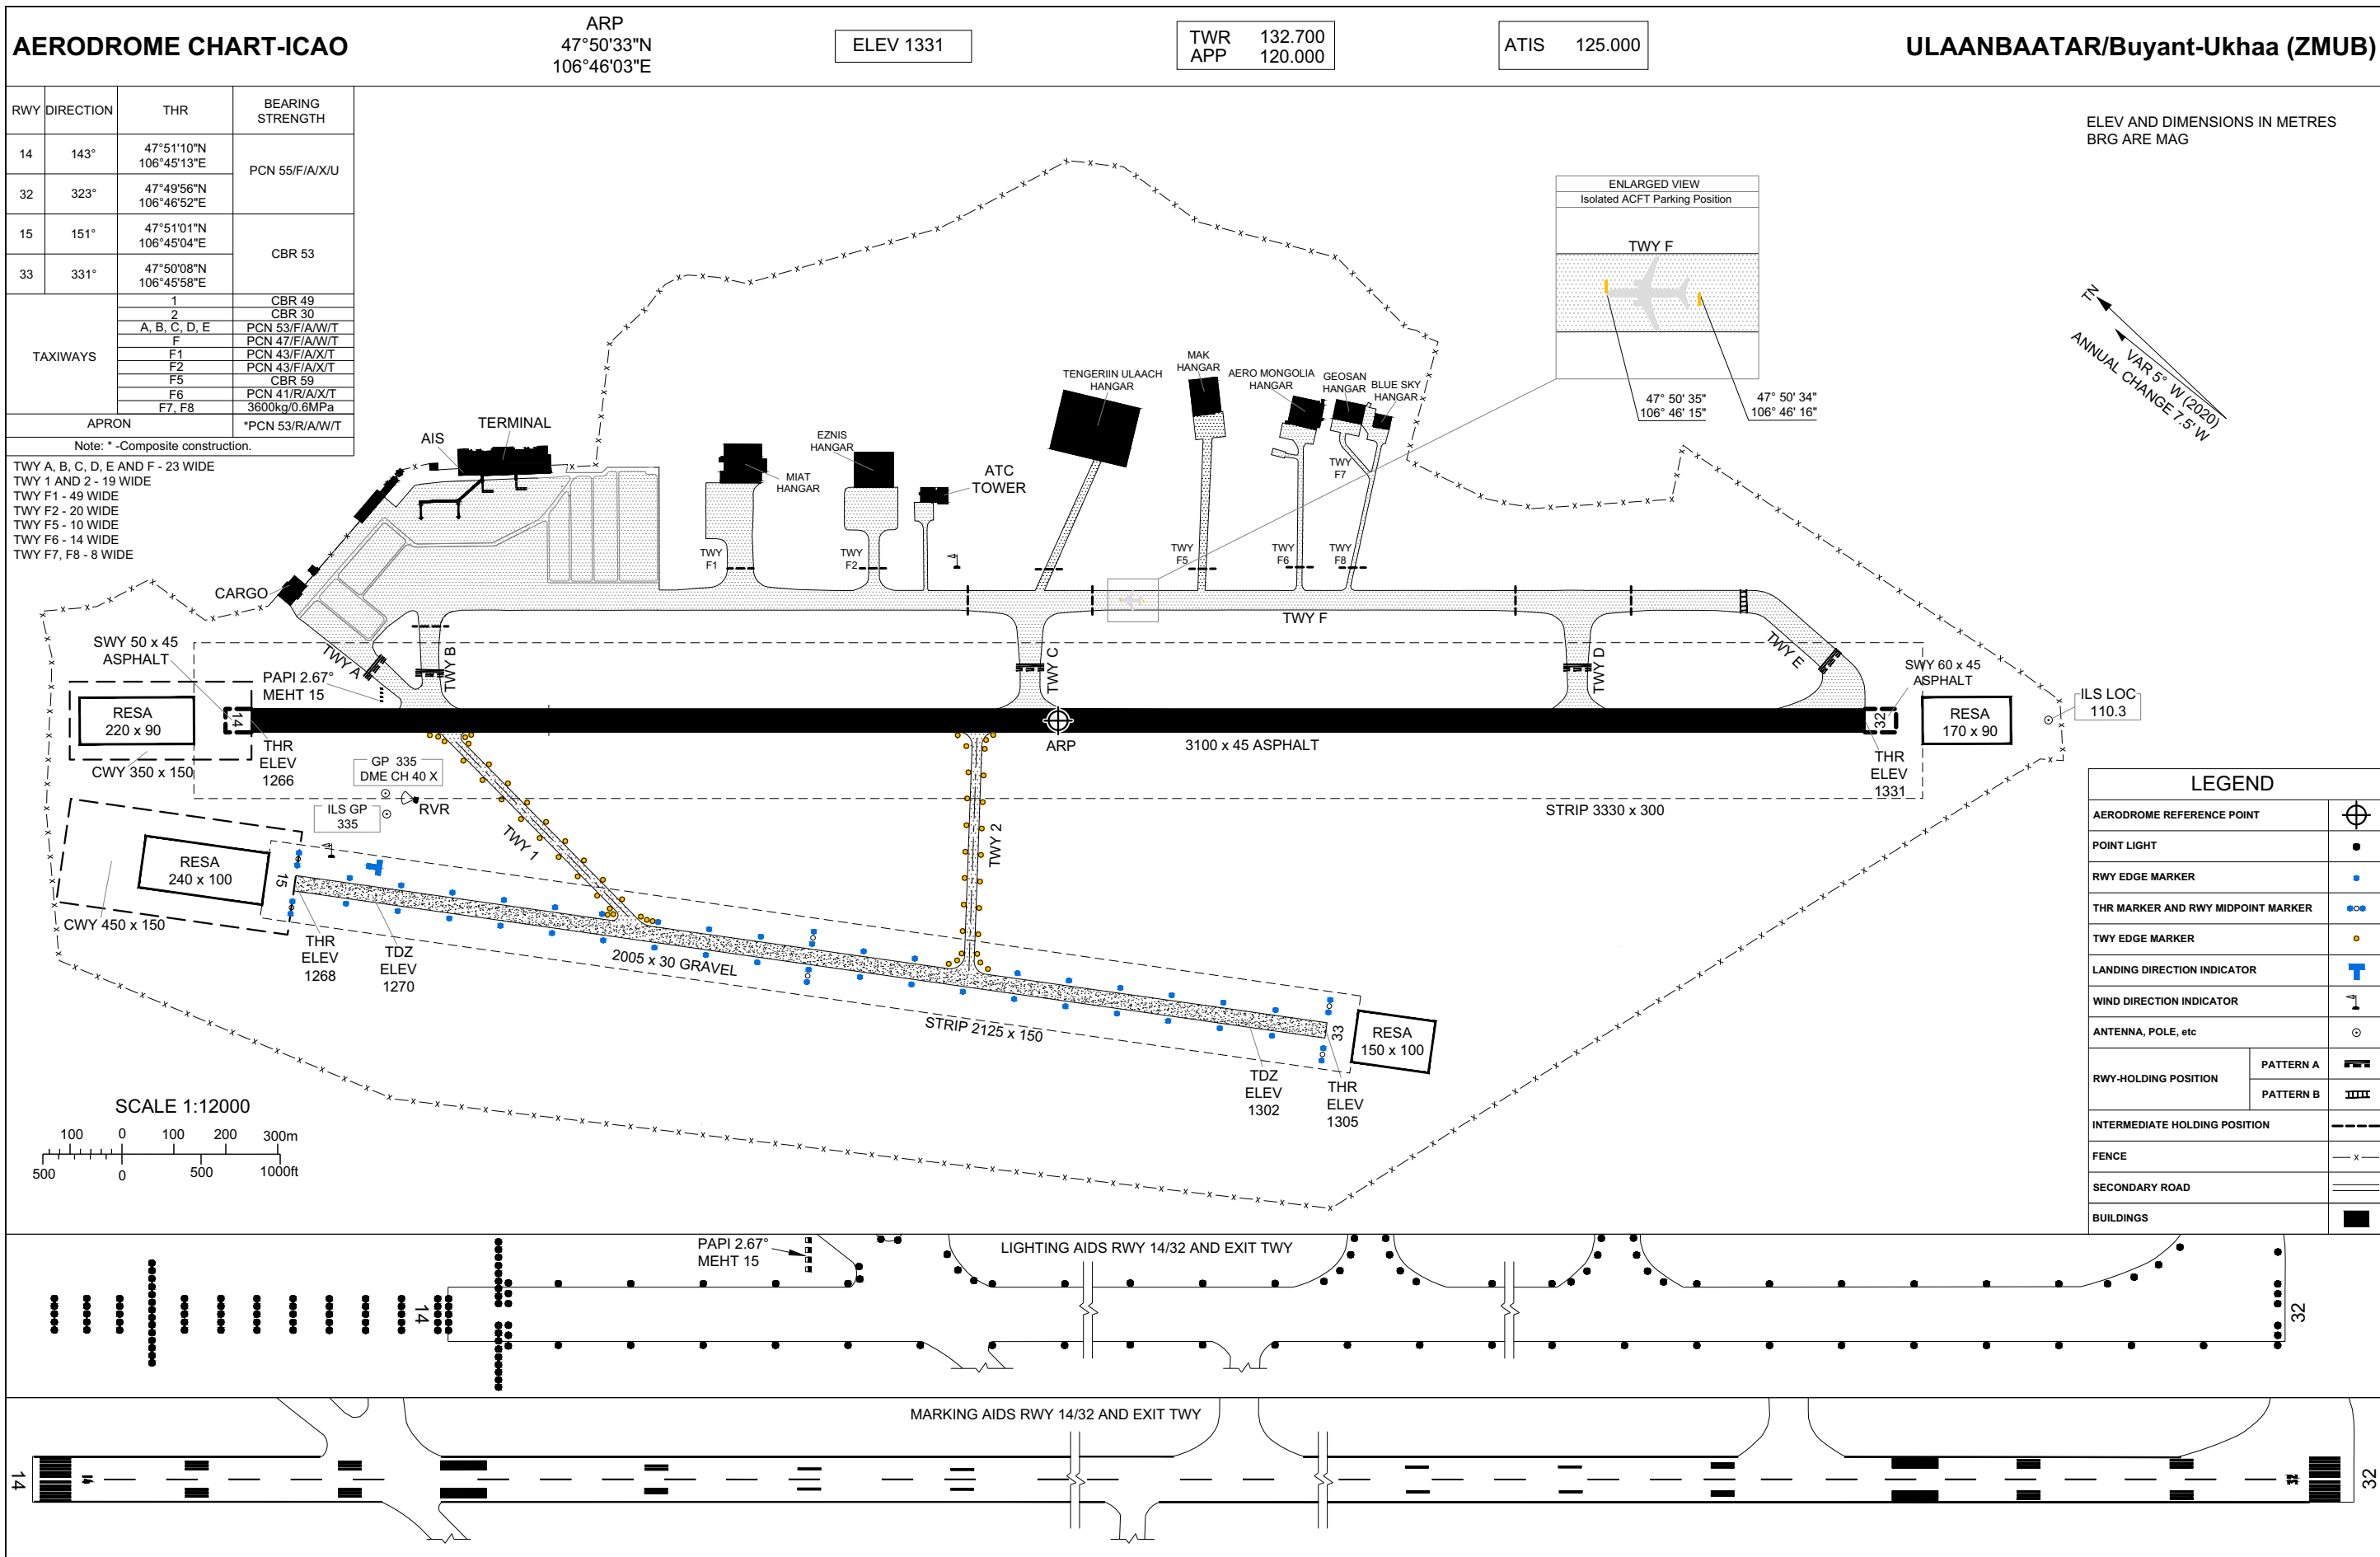 AERODROME CHART-ICAO
ARP
47°50'33"N
106°46'03"E
ELEV 1331
TWR 132.700
APP 120.000
ATIS 125.000
ULAANBAATAR/Buyant-Ukhaa (ZMUB)
RWY DIRECTION THR BEARING STRENGTH
14 143° 47°51'10"N 106°45'13"E PCN 55/F/A/X/U
32 323° 47°49'56"N 106°46'52"E
15 151° 47°51'01"N 106°45'04"E CBR 53
33 331° 47°50'08"N 106°45'58"E
TAXIWAYS
1 CBR 49
2 CBR 30
A, B, C, D, E PCN 53/F/A/W/T
F PCN 47/F/A/W/T
F1 PCN 43/F/A/X/T
F2 PCN 43/F/A/X/T
F5 CBR 59
F6 PCN 41/R/A/X/T
F7, F8 3600kg/0.6MPa
APRON *PCN 53/R/A/W/T
Note: * -Composite construction.
TWY A, B, C, D, E AND F - 23 WIDE
TWY 1 AND 2 - 19 WIDE
TWY F1 - 49 WIDE
TWY F2 - 20 WIDE
TWY F5 - 10 WIDE
TWY F6 - 14 WIDE
TWY F7, F8 - 8 WIDE
ELEV AND DIMENSIONS IN METRES
BRG ARE MAG
ENLARGED VIEW
Isolated ACFT Parking Position
TWY F
47° 50' 35"
106° 46' 15"
47° 50' 34"
106° 46' 16"
TN
VAR 5° W (2020)
ANNUAL CHANGE 7.5' W
AIS
TERMINAL
MIAT
HANGAR
EZNIS
HANGAR
ATC
TOWER
TENGERIIN ULAACH
HANGAR
MAK
HANGAR
AERO MONGOLIA
HANGAR
GEOSAN
HANGAR
BLUE SKY
HANGAR
TWY
F7
TWY
F1
TWY
F2
TWY
F5
TWY
F6
TWY
F8
CARGO
TWY F
SWY 50 x 45
ASPHALT
TWY A
TWY B
TWY C
TWY D
TWY E
PAPI 2.67°
MEHT 15
SWY 60 x 45
ASPHALT
RESA
220 x 90
14
32
RESA
170 x 90
ILS LOC
110.3
CWY 350 x 150
THR
ELEV
1266
ARP
3100 x 45 ASPHALT
THR
ELEV
1331
GP 335
DME CH 40 X
RVR
ILS GP
335
STRIP 3330 x 300
TWY 1
TWY 2
RESA
240 x 100
15
CWY 450 x 150
THR
ELEV
1268
TDZ
ELEV
1270
2005 x 30 GRAVEL
STRIP 2125 x 150
33
RESA
150 x 100
TDZ
ELEV
1302
THR
ELEV
1305
SCALE 1:12000
100 0 100 200 300m
500 0 500 1000ft
LEGEND
AERODROME REFERENCE POINT
POINT LIGHT
RWY EDGE MARKER
THR MARKER AND RWY MIDPOINT MARKER
TWY EDGE MARKER
LANDING DIRECTION INDICATOR
WIND DIRECTION INDICATOR
ANTENNA, POLE, etc
RWY-HOLDING POSITION
PATTERN A
PATTERN B
INTERMEDIATE HOLDING POSITION
FENCE
SECONDARY ROAD
BUILDINGS
PAPI 2.67°
MEHT 15
LIGHTING AIDS RWY 14/32 AND EXIT TWY
14
32
MARKING AIDS RWY 14/32 AND EXIT TWY
14
14
32
32